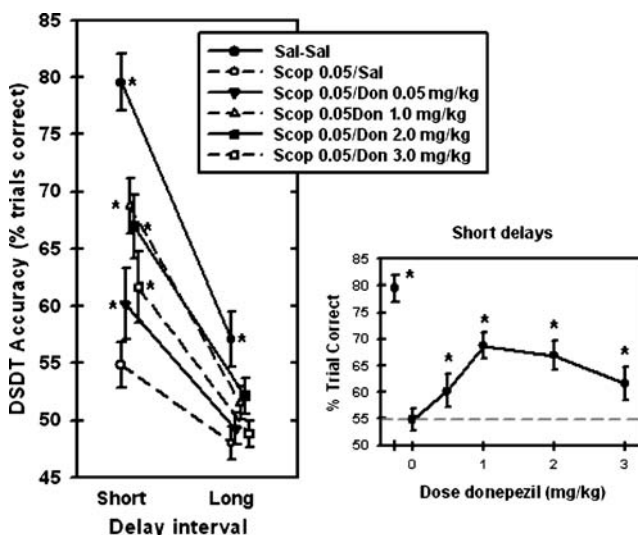 DSDT Accuracy (% trials correct)
85
80
75
70
65
60
55
50
45
Short
Long
Delay interval
*
*
*
*
*
*
Sal-Sal
Scop 0.05/Sal
Scop 0.05/Don 0.05 mg/kg
Scop 0.05Don 1.0 mg/kg
Scop 0.05/Don 2.0 mg/kg
Scop 0.05/Don 3.0 mg/kg
Short delays
% Trial Correct
85
80
75
70
65
60
55
50
*
*
*
*
*
0
1
2
3
Dose donepezil (mg/kg)